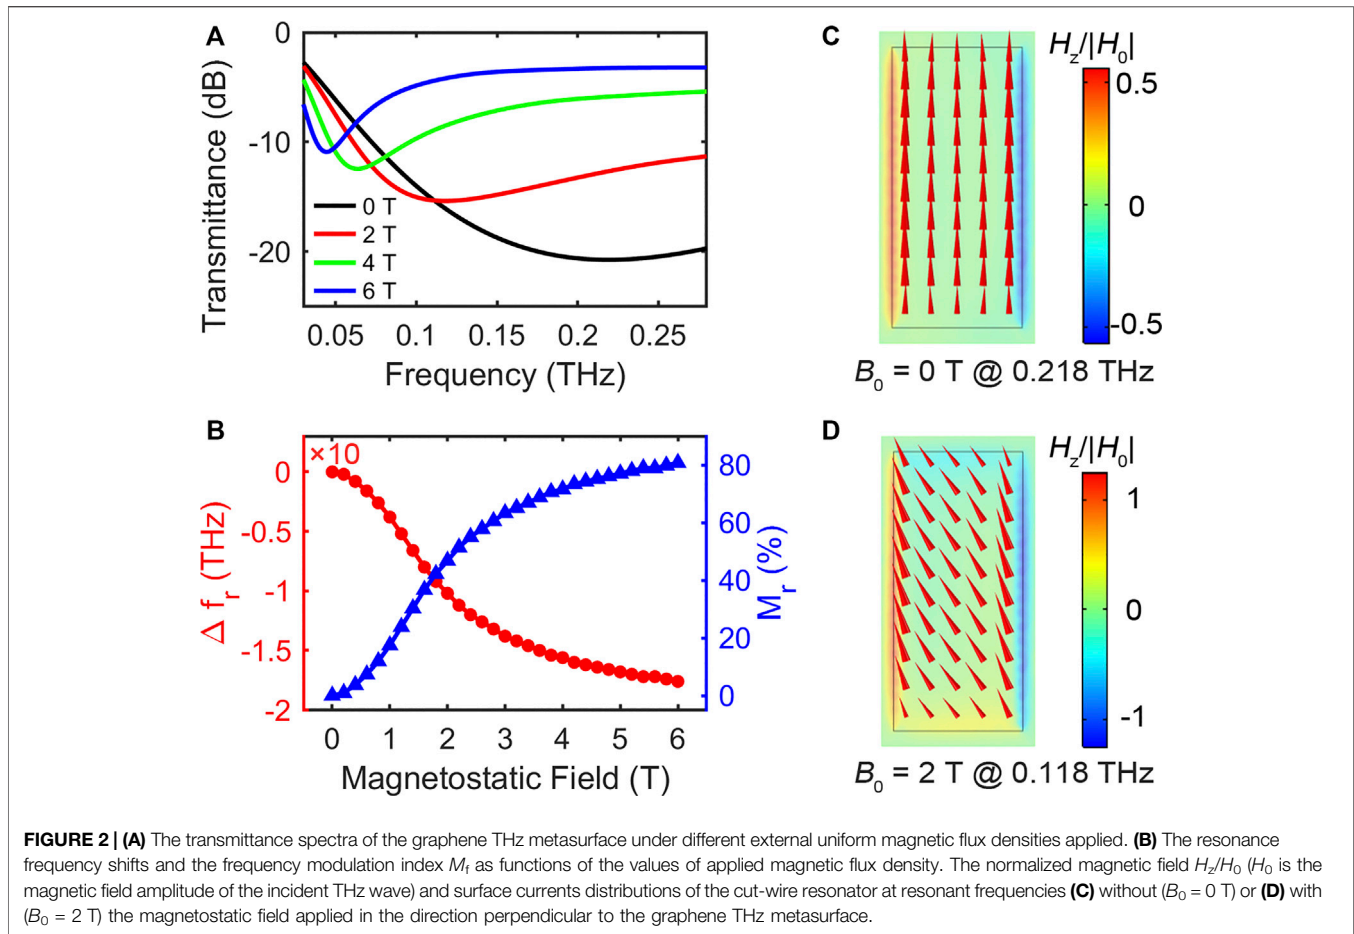 A
0
-10
-20
Transmittance (dB)
0 T
2 T
4 T
6 T
0.05 0.1 0.15 0.2 0.25
Frequency (THz)
B
×10
0
-0.5
-1
-1.5
-2
Δ fr (THz)
80
60
40
20
0
Mr (%)
0 1 2 3 4 5 6
Magnetostatic Field (T)
C
Hz/|H0|
0.5
0
-0.5
B0 = 0 T @ 0.218 THz
D
Hz/|H0|
1
0
-1
B0 = 2 T @ 0.118 THz
FIGURE 2 | (A) The transmittance spectra of the graphene THz metasurface under different external uniform magnetic flux densities applied. (B) The resonance
frequency shifts and the frequency modulation index Mf as functions of the values of applied magnetic flux density. The normalized magnetic field Hz/H0 (H0 is the
magnetic field amplitude of the incident THz wave) and surface currents distributions of the cut-wire resonator at resonant frequencies (C) without (B0 = 0 T) or (D) with
(B0 = 2 T) the magnetostatic field applied in the direction perpendicular to the graphene THz metasurface.